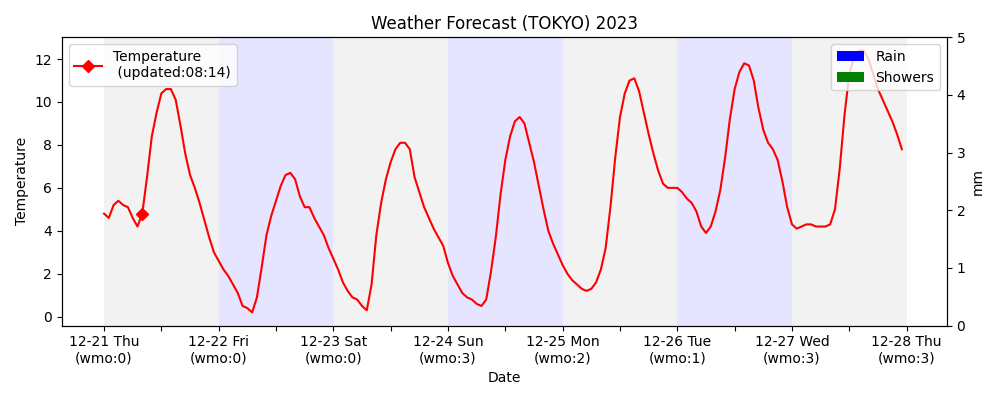 Weather Forecast (TOKYO) 2023
Temperature
(updated:08:14)
Rain
Showers
12
10
8
6
4
2
0
Temperature
5
4
3
2
1
0
mm
12-21 Thu
(wmo:0)
12-22 Fri
(wmo:0)
12-23 Sat
(wmo:0)
12-24 Sun
(wmo:3)
12-25 Mon
(wmo:2)
12-26 Tue
(wmo:1)
12-27 Wed
(wmo:3)
12-28 Thu
(wmo:3)
Date